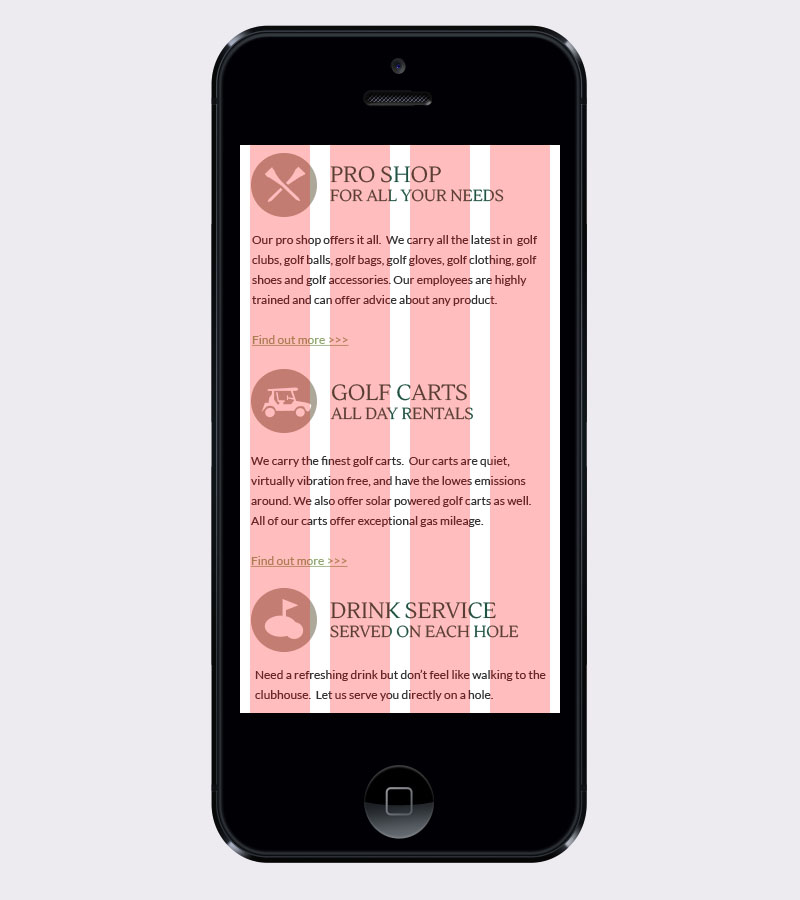 PRO SHOP
FOR ALL YOUR NEEDS
Our pro shop offers it all.  We carry all the latest in  golf
clubs, golf balls, golf bags, golf gloves, golf clothing, golf
shoes and golf accessories. Our employees are highly
trained and can offer advice about any product.
Find out more >>>
GOLF CARTS
ALL DAY RENTALS
We carry the finest golf carts.  Our carts are quiet,
virtually vibration free, and have the lowes emissions
around. We also offer solar powered golf carts as well.
All of our carts offer exceptional gas mileage.
Find out more >>>
DRINK SERVICE
SERVED ON EACH HOLE
Need a refreshing drink but don’t feel like walking to the
clubhouse.  Let us serve you directly on a hole.